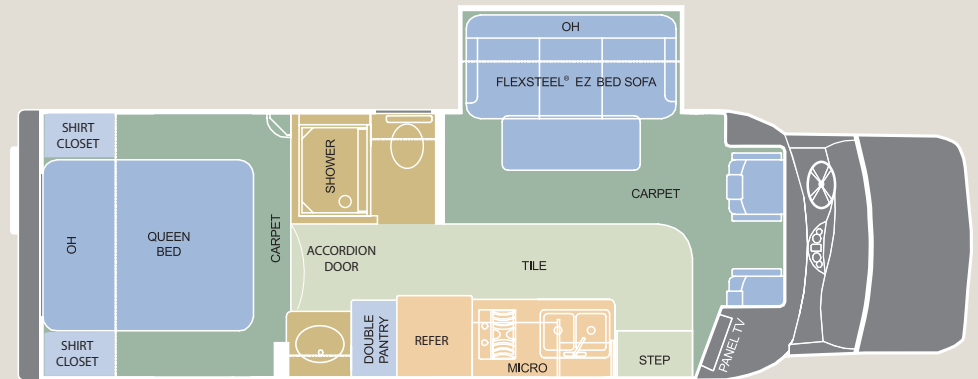 OH
FLEXSTEEL® EZ BED SOFA
SHIRT
CLOSET
SHOWER
CARPET
OH
QUEEN
BED
CARPET
ACCORDION
DOOR
TILE
SHIRT
CLOSET
DOUBLE
PANTRY
REFER
MICRO
STEP
PANEL TV